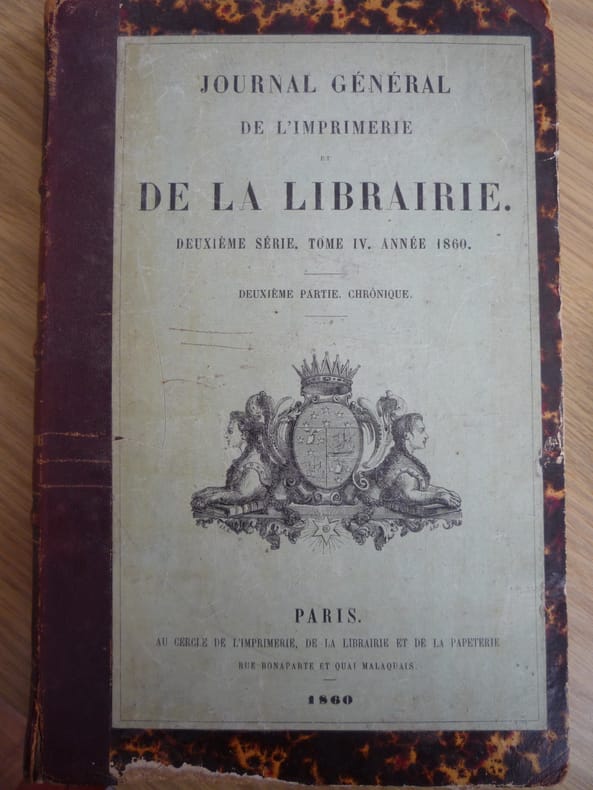 JOURNAL GÉNÉRAL
DE L'IMPRIMERIE
ET
DE LA LIBRAIRIE.
DEUXIÈME SÉRIE. TOME IV. ANNÉE 1860.
DEUXIÈME PARTIE. CHRÔNIQUE.
PARIS.
AU CERCLE DE L'IMPRIMERIE, DE LA LIBRAIRIE ET DE LA PAPETERIE
RUE BONAPARTE ET QUAI MALAQUAIS.
1860